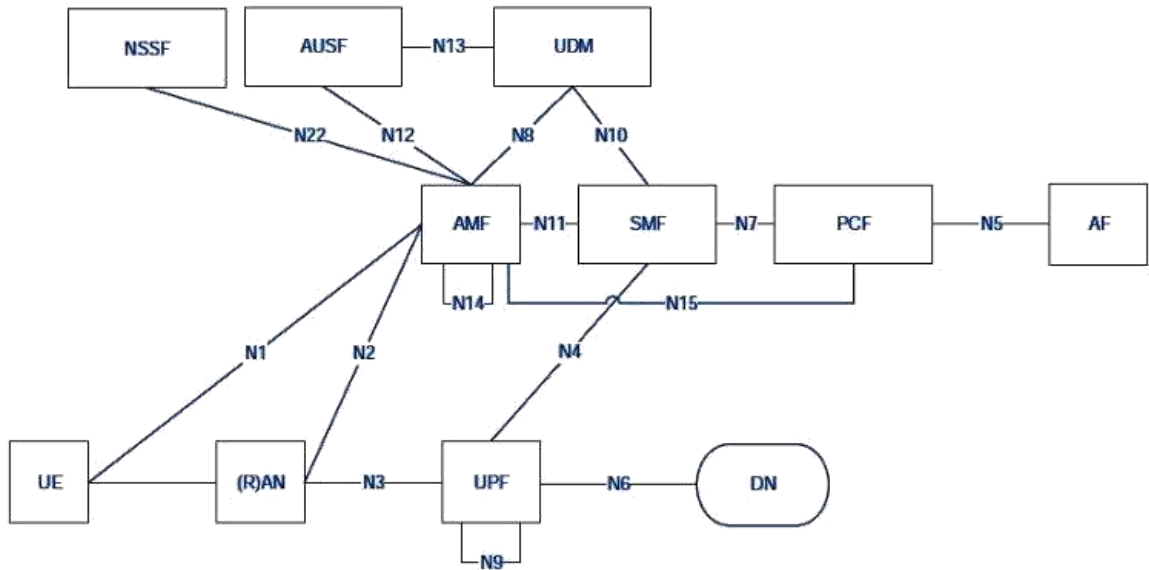 NSSF
AUSF
N13
UDM
N22
N12
N8
N10
AMF
N11
SMF
N7
PCF
N5
AF
N14
N15
N1
N2
N4
UE
(R)AN
N3
UPF
N6
DN
N9